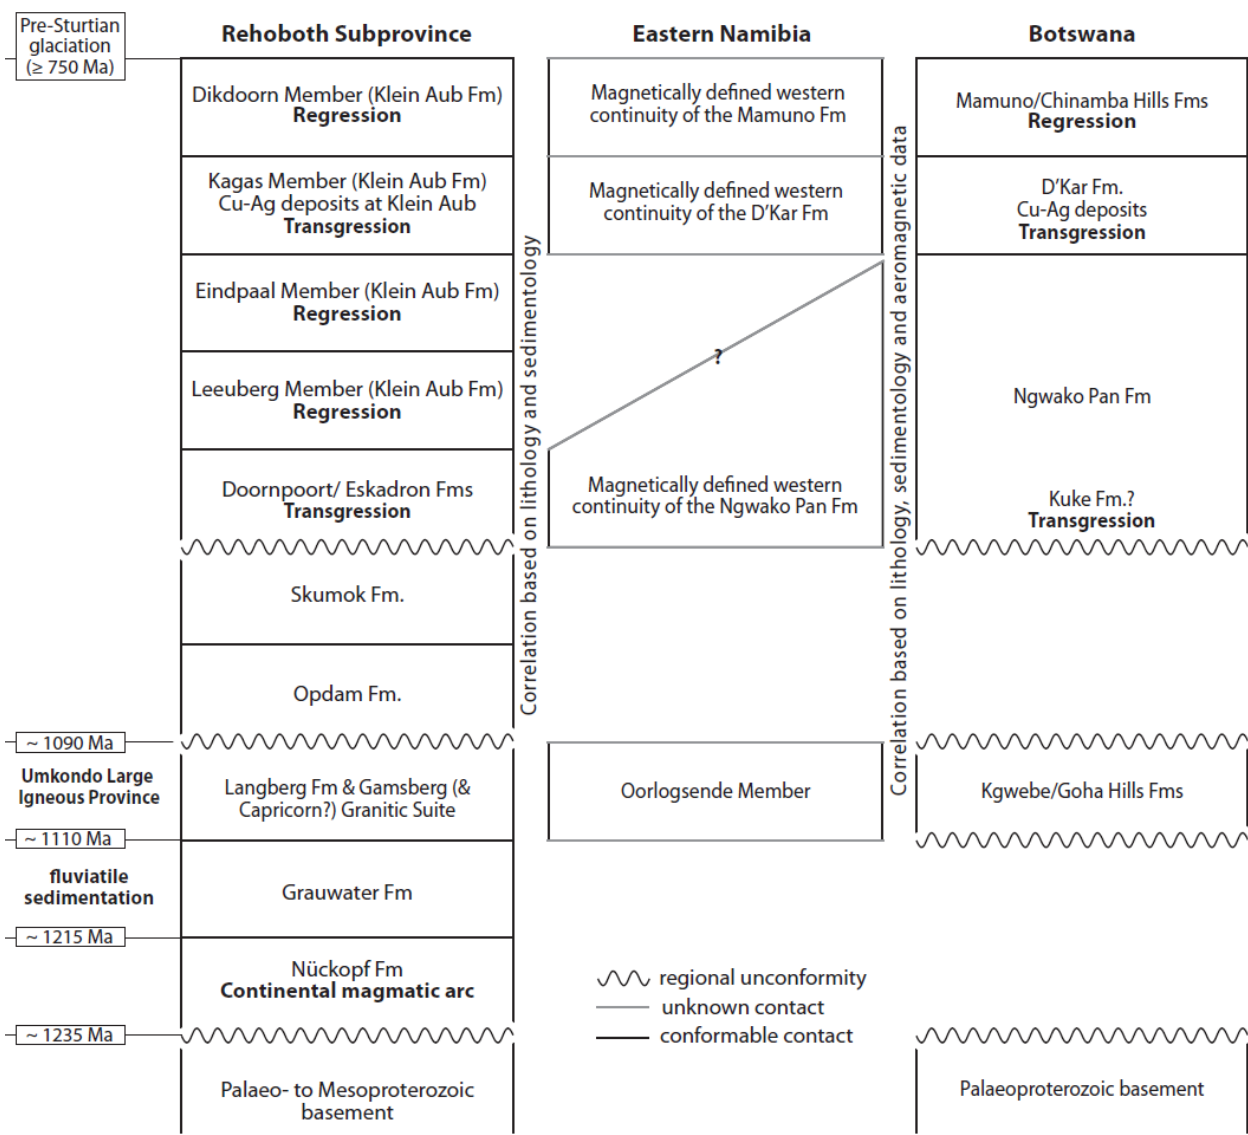 Pre-Sturtian
glaciation
(≥ 750 Ma)
Rehoboth Subprovince
Eastern Namibia
Botswana
Dikdoorn Member (Klein Aub Fm)
Regression
Magnetically defined western
continuity of the Mamuno Fm
Mamuno/Chinamba Hills Fms
Regression
Kagas Member (Klein Aub Fm)
Cu-Ag deposits at Klein Aub
Transgression
Magnetically defined western
continuity of the D'Kar Fm
D'Kar Fm.
Cu-Ag deposits
Transgression
Eindpaal Member (Klein Aub Fm)
Regression
?
Leeuberg Member (Klein Aub Fm)
Regression
Ngwako Pan Fm
Doornpoort/ Eskadron Fms
Transgression
Magnetically defined western
continuity of the Ngwako Pan Fm
Kuke Fm.?
Transgression
Correlation based on lithology and sedimentology
Correlation based on lithology, sedimentology and aeromagnetic data
Skumok Fm.
Opdam Fm.
~ 1090 Ma
Umkondo Large
Igneous Province
Langberg Fm & Gamsberg (&
Capricorn?) Granitic Suite
Oorlogsende Member
Kgwebe/Goha Hills Fms
~ 1110 Ma
fluviatile
sedimentation
Grauwater Fm
~ 1215 Ma
Nückopf Fm
Continental magmatic arc
regional unconformity
unknown contact
conformable contact
~ 1235 Ma
Palaeo- to Mesoproterozoic
basement
Palaeoproterozoic basement